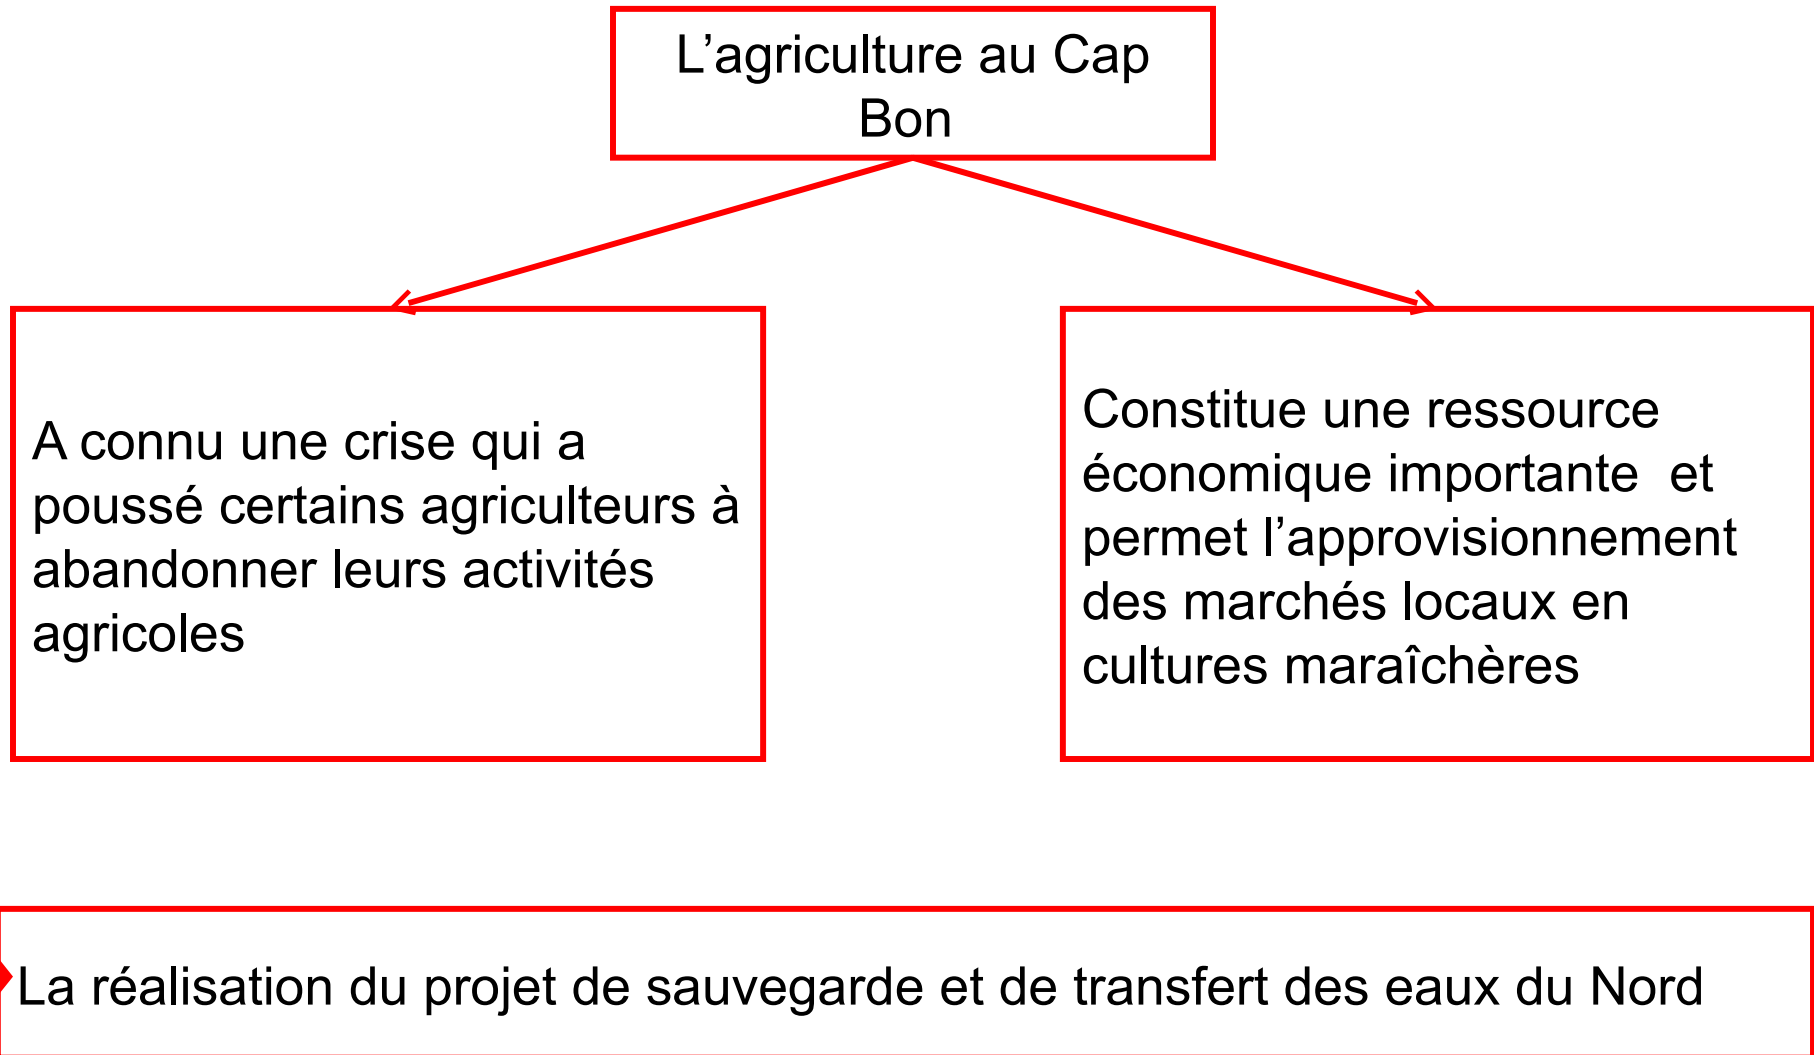 L’agriculture au Cap
Bon
A connu une crise qui a
poussé certains agriculteurs à
abandonner leurs activités
agricoles
Constitue une ressource
économique importante  et
permet l’approvisionnement
des marchés locaux en
cultures maraîchères
La réalisation du projet de sauvegarde et de transfert des eaux du Nord